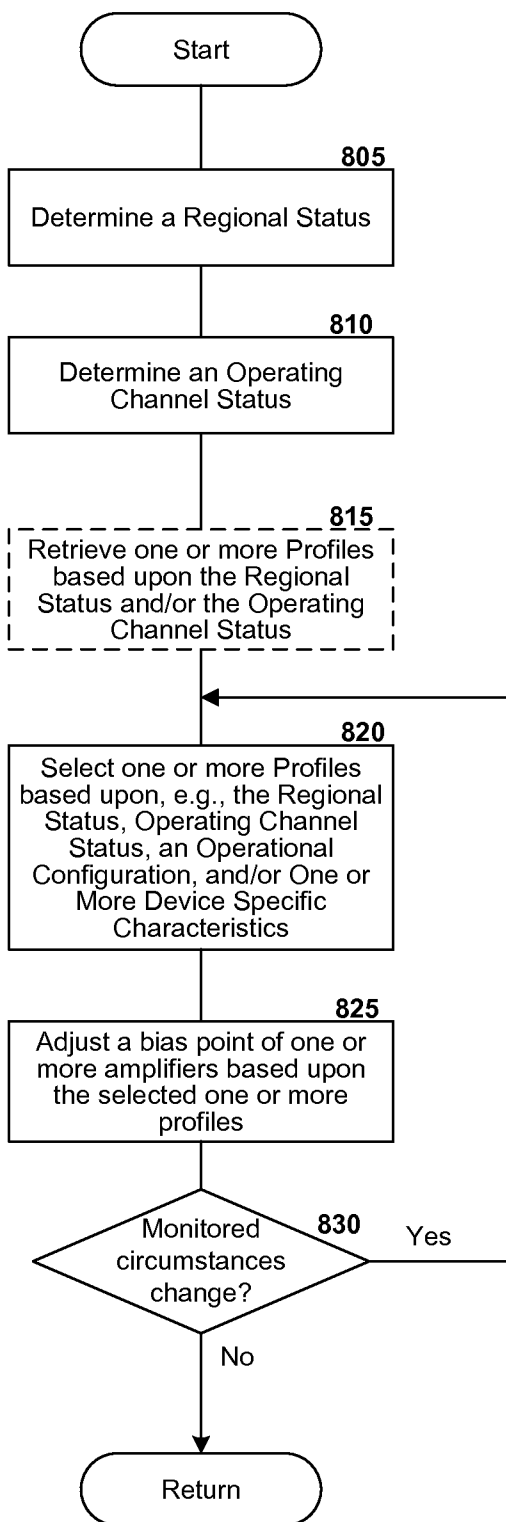 Start
805
Determine a Regional Status
810
Determine an Operating
Channel Status
815
Retrieve one or more Profiles
based upon the Regional
Status and/or the Operating
Channel Status
820
Select one or more Profiles
based upon, e.g., the Regional
Status, Operating Channel
Status, an Operational
Configuration, and/or One or
More Device Specific
Characteristics
825
Adjust a bias point of one or
more amplifiers based upon
the selected one or more
profiles
830
Monitored
circumstances
change?
Yes
No
Return